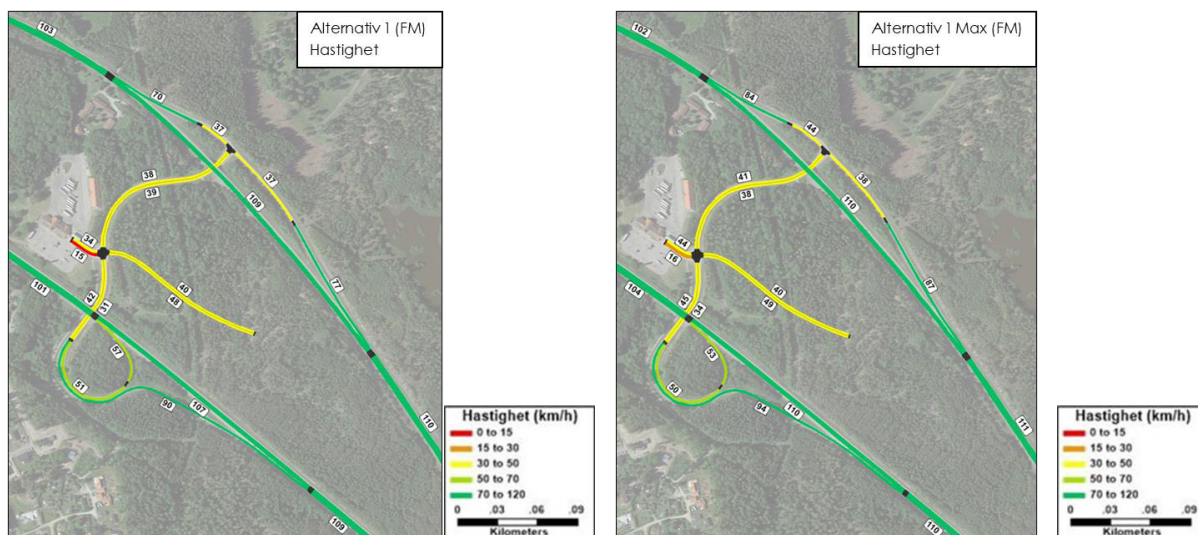 Alternativ 1 (FM)
Hastighet
103
70
37
38
39
37
109
34
15
77
40
48
101
42
31
57
51
90
107
110
109
Hastighet (km/h)
0 to 15
15 to 30
30 to 50
50 to 70
70 to 120
0 .03 .06 .09
Kilometers
Alternativ 1 Max (FM)
Hastighet
102
84
44
41
38
38
110
44
16
87
40
49
104
45
34
53
50
94
110
111
110
Hastighet (km/h)
0 to 15
15 to 30
30 to 50
50 to 70
70 to 120
0 .03 .06 .09
Kilometers